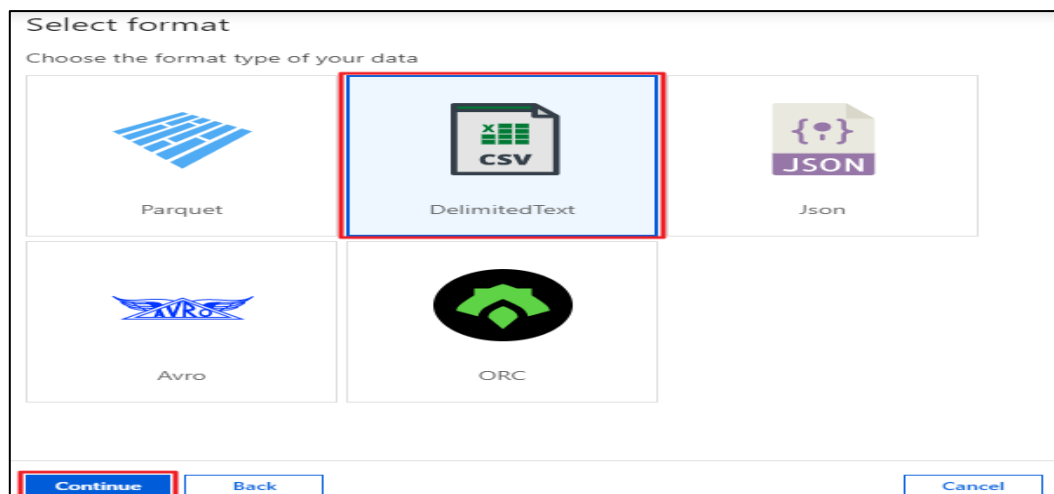 Select format
Choose the format type of your data
CSV
JSON
Parquet
DelimitedText
Json
AVRO
Avro
ORC
Continue
Back
Cancel